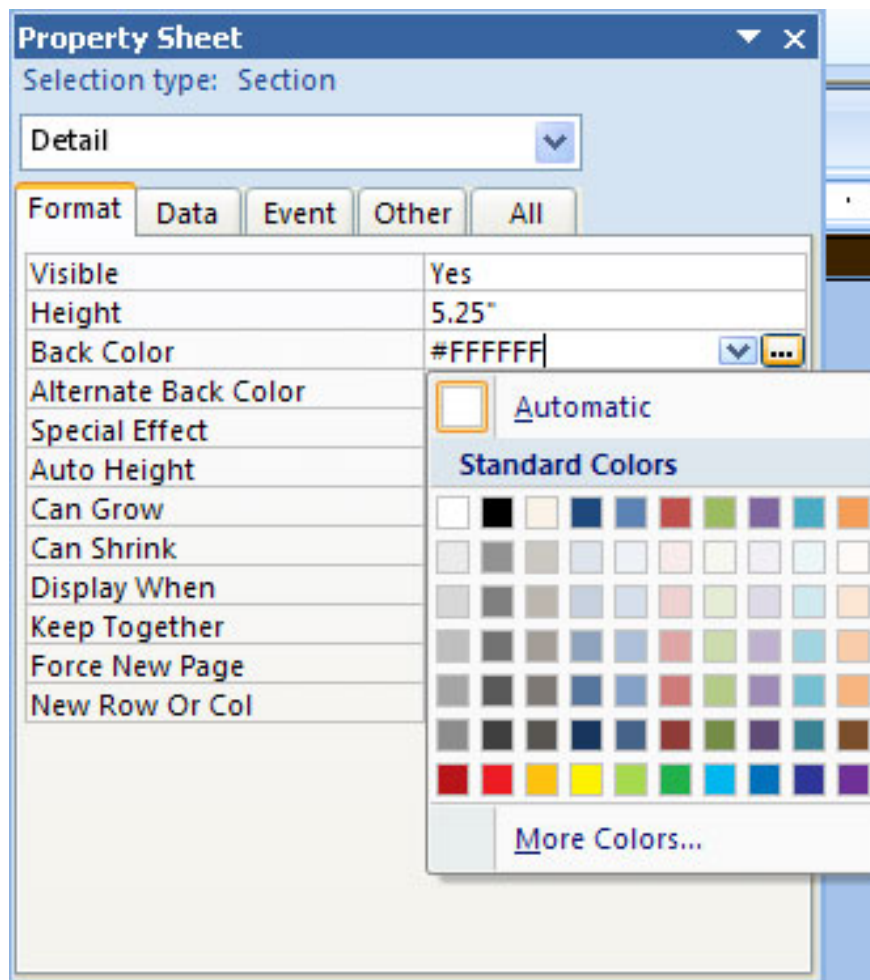 Property Sheet
Selection type: Section
Detail
Format Data Event Other All
Visible Yes
Height 5.25"
Back Color #FFFFFF ...
Alternate Back Color
Automatic
Special Effect
Standard Colors
Auto Height
Can Grow
Can Shrink
Display When
Keep Together
Force New Page
New Row Or Col
More Colors...